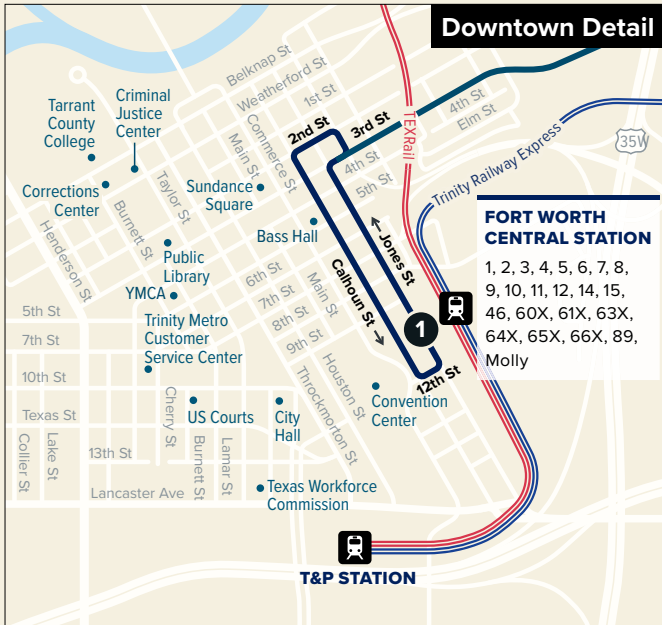 Downtown Detail
Belknap St
Weatherford St
1st St
2nd St
3rd St
4th St
Elm St
4th St
5th St
Commerce St
Main St
TEXRail
Trinity Railway Express
35W
Tarrant
County
College
Criminal
Justice
Center
Corrections
Center
Taylor St
Burnett St
Henderson St
Sundance
Square
Bass Hall
Public
Library
YMCA
Jones St
Calhoun St
1
12th St
FORT WORTH
CENTRAL STATION
1, 2, 3, 4, 5, 6, 7, 8,
9, 10, 11, 12, 14, 15,
46, 60X, 61X, 63X,
64X, 65X, 66X, 89,
Molly
6th St
7th St
8th St
9th St
Main St
Houston St
Throckmorton St
5th St
7th St
10th St
Texas St
13th St
Lancaster Ave
Trinity Metro
Customer
Service Center
Convention
Center
US Courts
City
Hall
Cherry St
Burnett St
Lamar St
Collier St
Lake St
Texas Workforce
Commission
T&P STATION